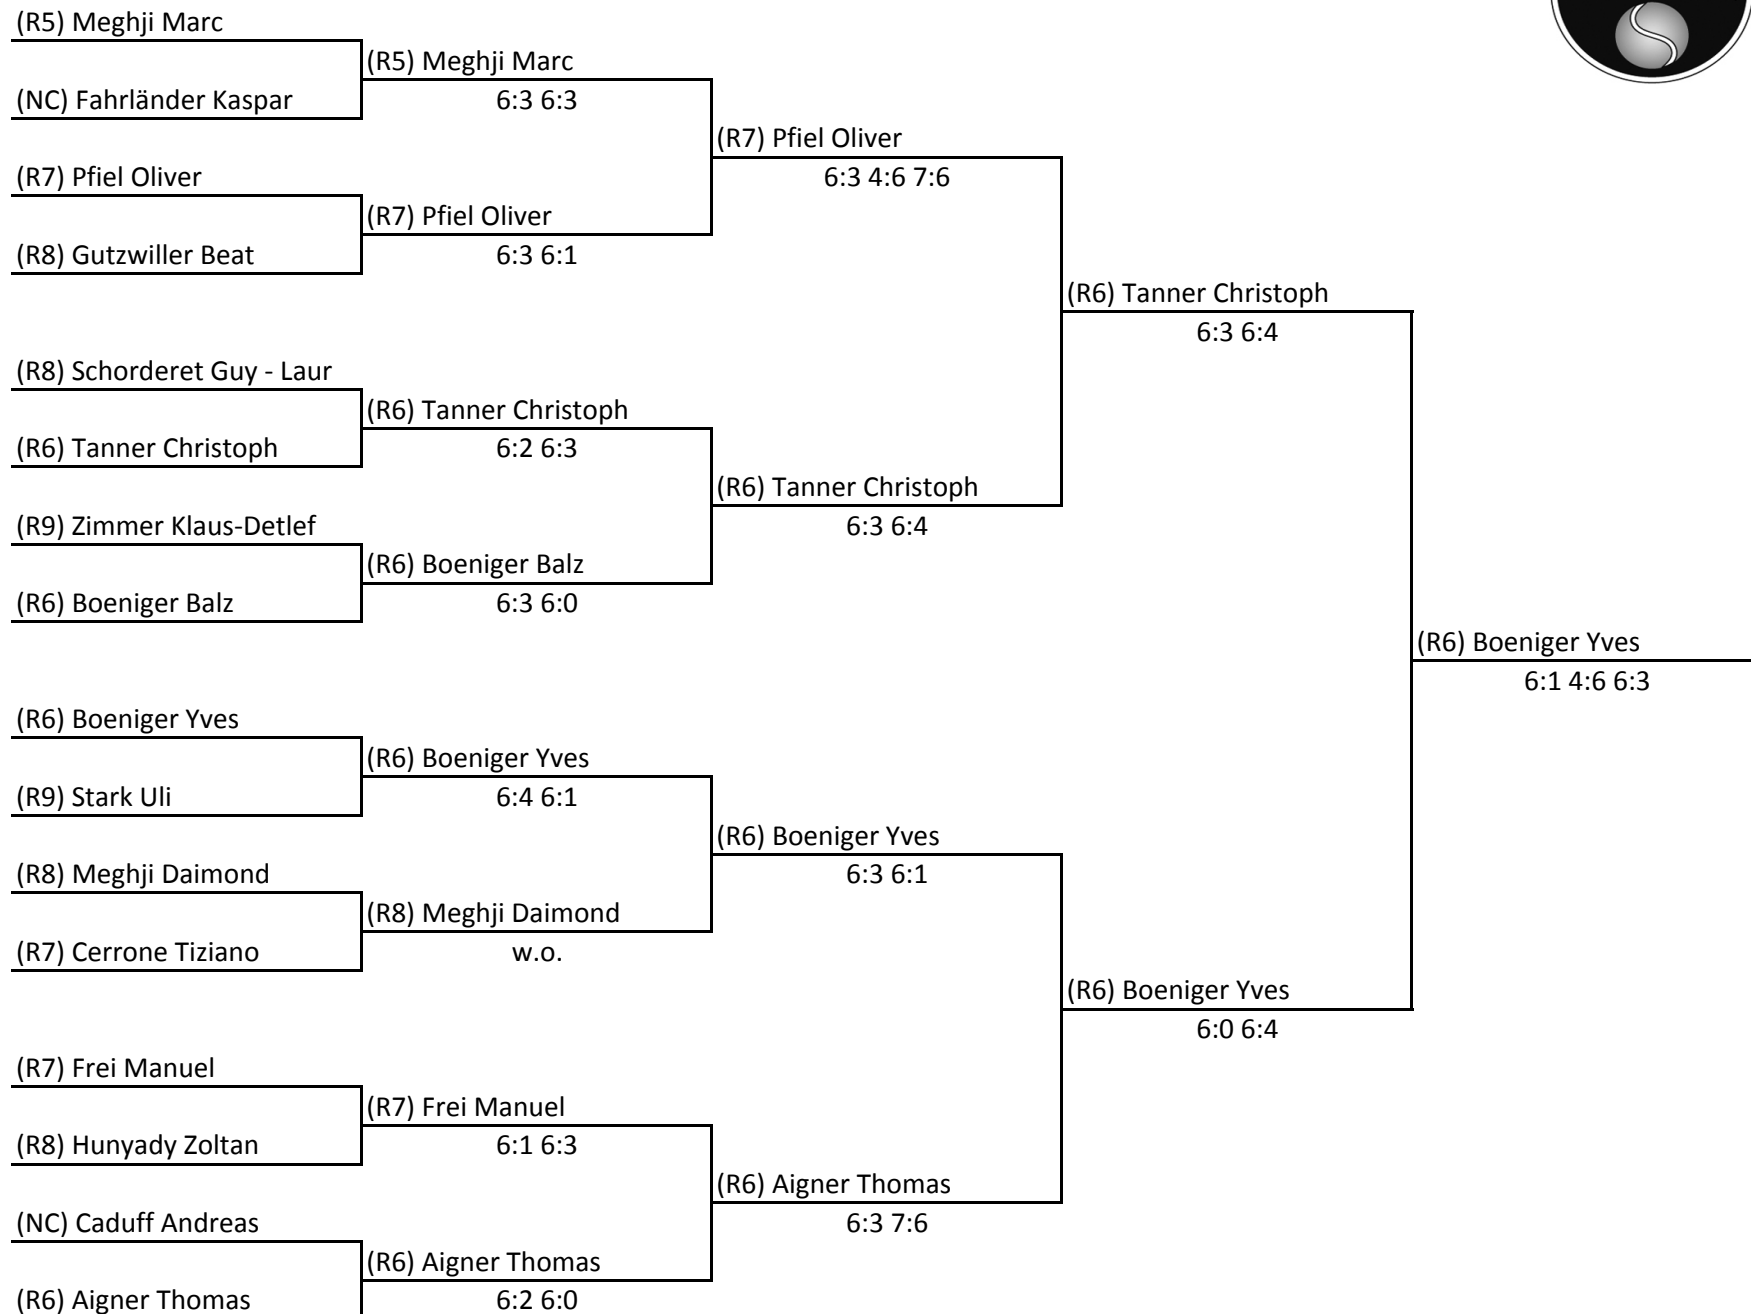 (R5) Meghji Marc
(R5) Meghji Marc
(NC) Fahrländer Kaspar
6:3 6:3
(R7) Pfiel Oliver
(R7) Pfiel Oliver
6:3 4:6 7:6
(R7) Pfiel Oliver
(R8) Gutzwiller Beat
6:3 6:1
(R6) Tanner Christoph
6:3 6:4
(R8) Schorderet Guy - Laur
(R6) Tanner Christoph
(R6) Tanner Christoph
6:2 6:3
(R6) Tanner Christoph
(R9) Zimmer Klaus-Detlef
6:3 6:4
(R6) Boeniger Balz
(R6) Boeniger Balz
6:3 6:0
(R6) Boeniger Yves
6:1 4:6 6:3
(R6) Boeniger Yves
(R6) Boeniger Yves
(R9) Stark Uli
6:4 6:1
(R6) Boeniger Yves
(R8) Meghji Daimond
6:3 6:1
(R8) Meghji Daimond
(R7) Cerrone Tiziano
w.o.
(R6) Boeniger Yves
6:0 6:4
(R7) Frei Manuel
(R7) Frei Manuel
(R8) Hunyady Zoltan
6:1 6:3
(R6) Aigner Thomas
(NC) Caduff Andreas
6:3 7:6
(R6) Aigner Thomas
(R6) Aigner Thomas
6:2 6:0